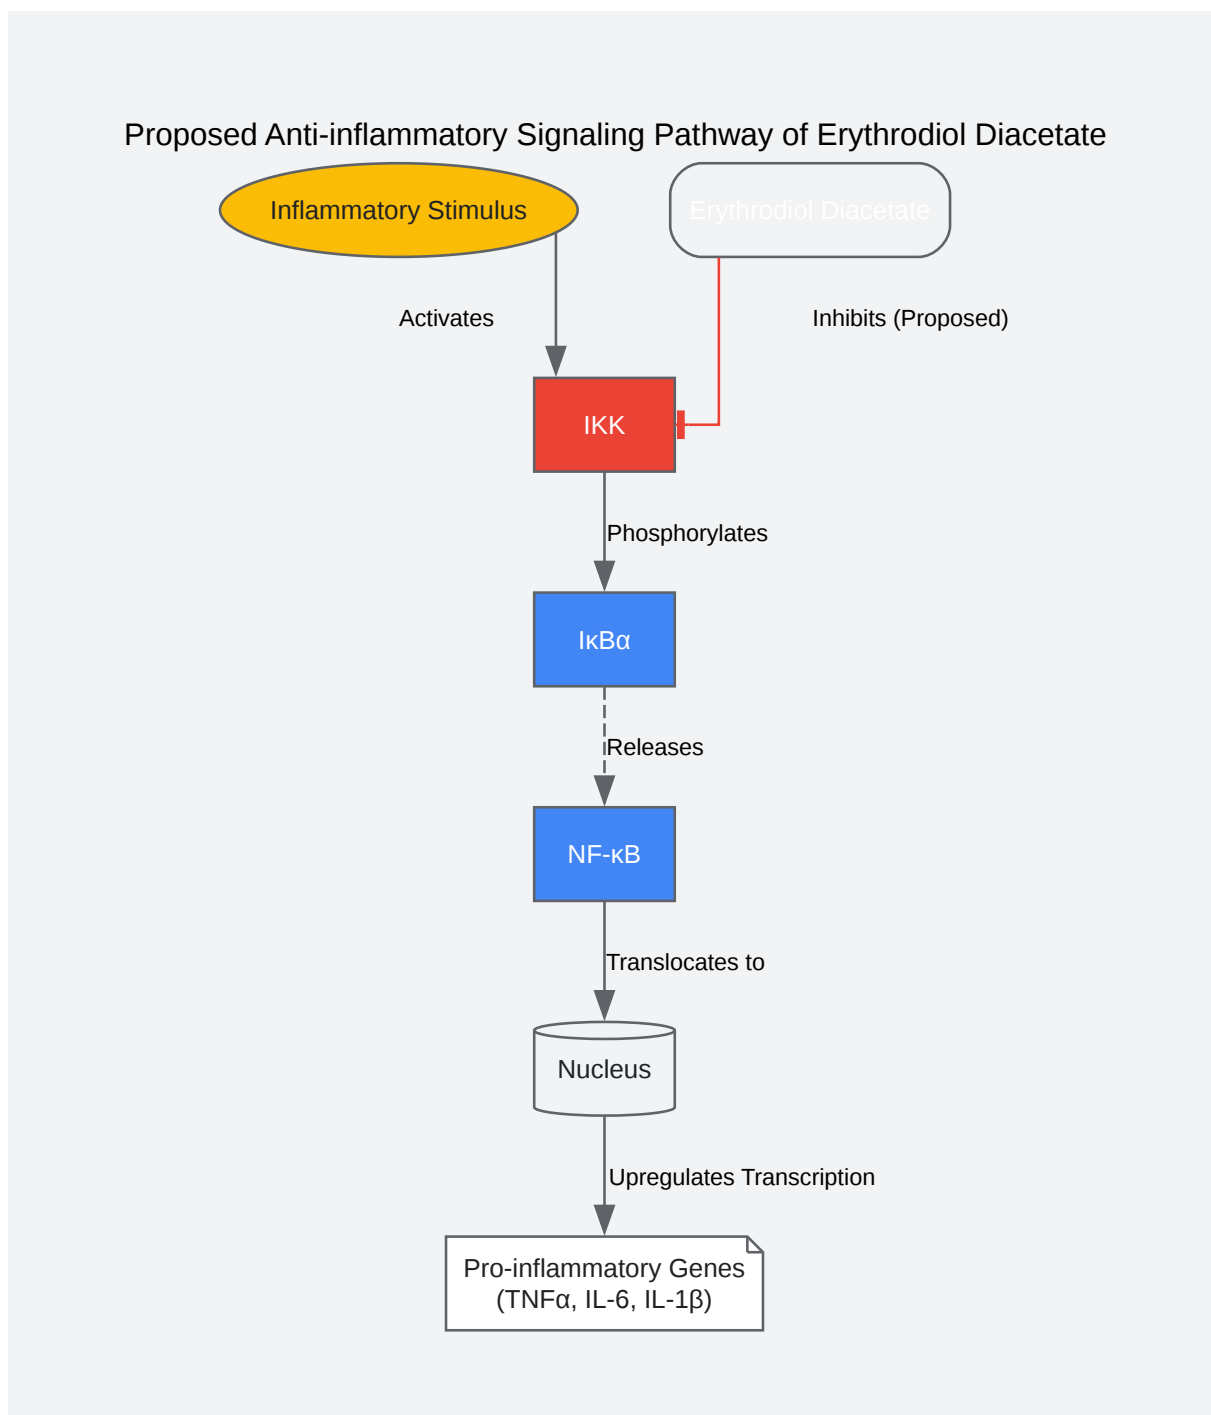 Proposed Anti-inflammatory Signaling Pathway of Erythrodiol Diacetate
Inflammatory Stimulus
Erythrodiol Diacetate
Activates
Inhibits (Proposed)
IKK
Phosphorylates
IκBα
Releases
NF-κB
Translocates to
Nucleus
Upregulates Transcription
Pro-inflammatory Genes
(TNFα, IL-6, IL-1β)